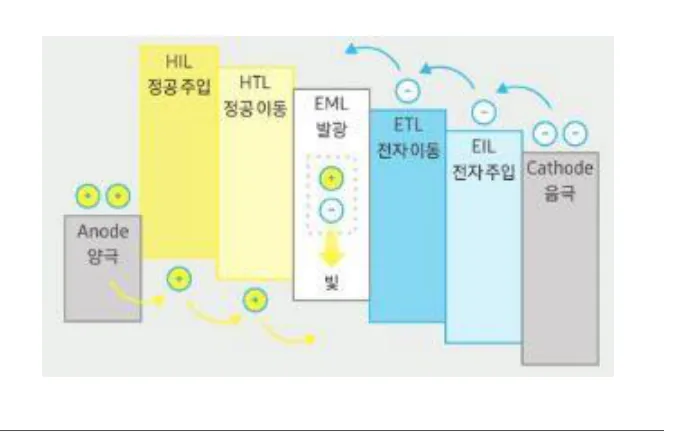 HIL
정공 주입
HTL
정공 이동
EML
발광
ETL
전자 이동
EIL
전자 주입
Cathode
음극
Anode
양극
+
+
+
+
+
-
-
-
-
-
빛